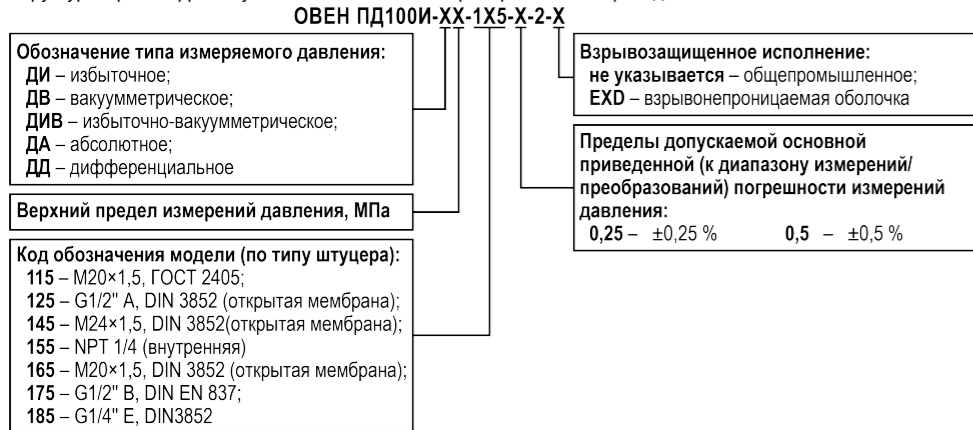 ОВЕН ПД100И-ХХ-1Х5-Х-2-Х
Обозначение типа измеряемого давления:
ДИ – избыточное;
ДВ – вакуумметрическое;
ДИВ – избыточно-вакуумметрическое;
ДА – абсолютное;
ДД – дифференциальное
Верхний предел измерений давления, МПа
Код обозначения модели (по типу штуцера):
115 – M20×1,5, ГОСТ 2405;
125 – G1/2" A, DIN 3852 (открытая мембрана);
145 – M24×1,5, DIN 3852(открытая мембрана);
155 – NPT 1/4 (внутренняя)
165 – M20×1,5, DIN 3852 (открытая мембрана);
175 – G1/2" B, DIN EN 837;
185 – G1/4" E, DIN3852
Взрывозащищенное исполнение:
не указывается – общепромышленное;
EXD – взрывонепроницаемая оболочка
Пределы допускаемой основной
приведенной (к диапазону измерений/
преобразований) погрешности измерений
давления:
0,25 – ±0,25 % 0,5 – ±0,5 %